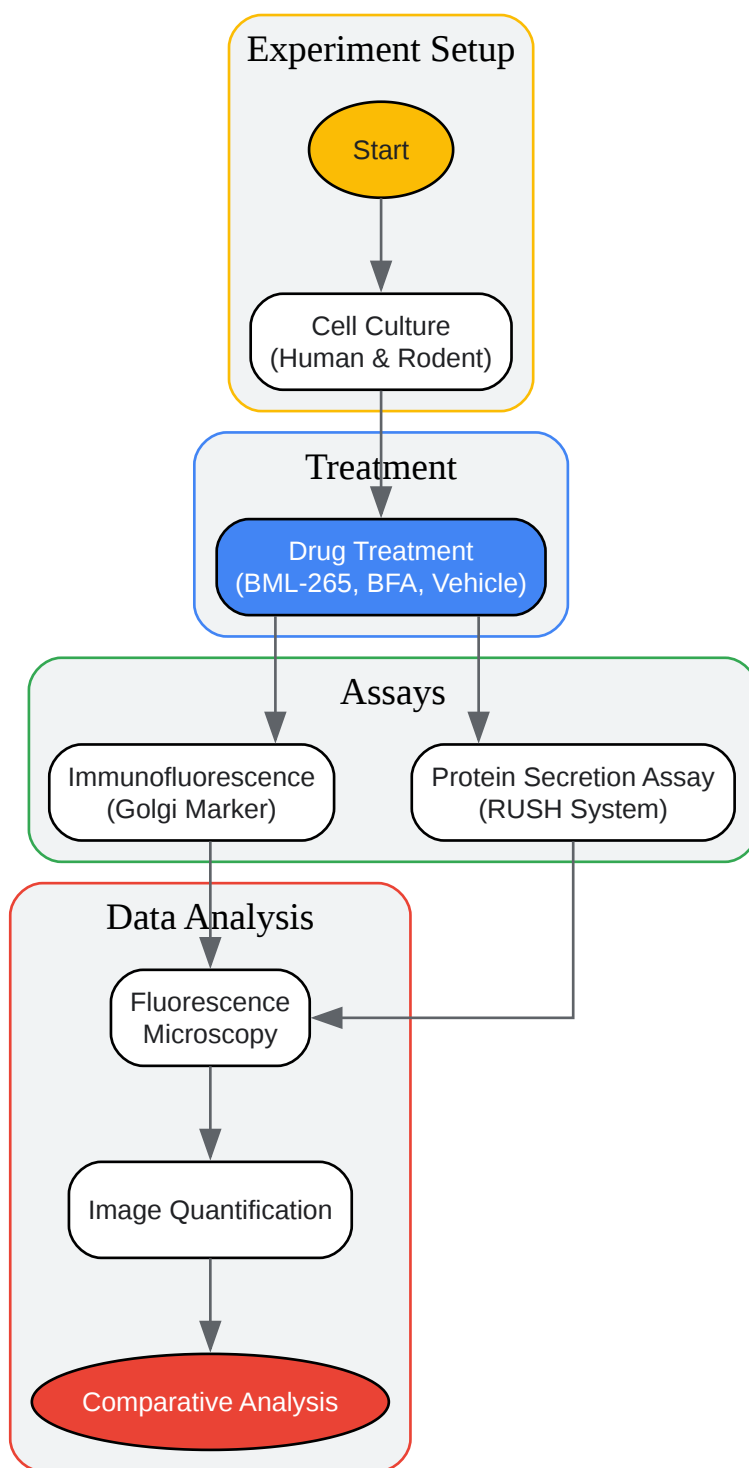 Experiment Setup
Start
Cell Culture
(Human & Rodent)
Treatment
Drug Treatment
(BML-265, BFA, Vehicle)
Assays
Immunofluorescence
(Golgi Marker)
Protein Secretion Assay
(RUSH System)
Data Analysis
Fluorescence
Microscopy
Image Quantification
Comparative Analysis